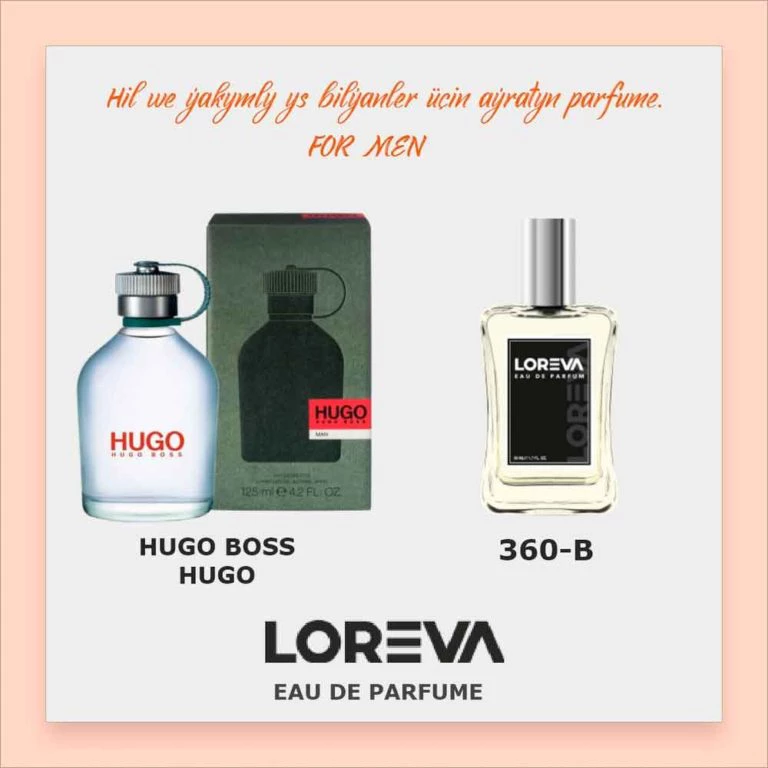 Hil we ýakymly ys bilýanler üçin aýratyn parfume.
FOR MEN
HUGO
HUGO BOSS
HUGO
HUGO BOSS
MAN
125 ml ℮ 4.2 FL. OZ.
LOREVA
EAU DE PARFUM
LOREVA
HUGO BOSS
HUGO
360-B
LOREVA
EAU DE PARFUME